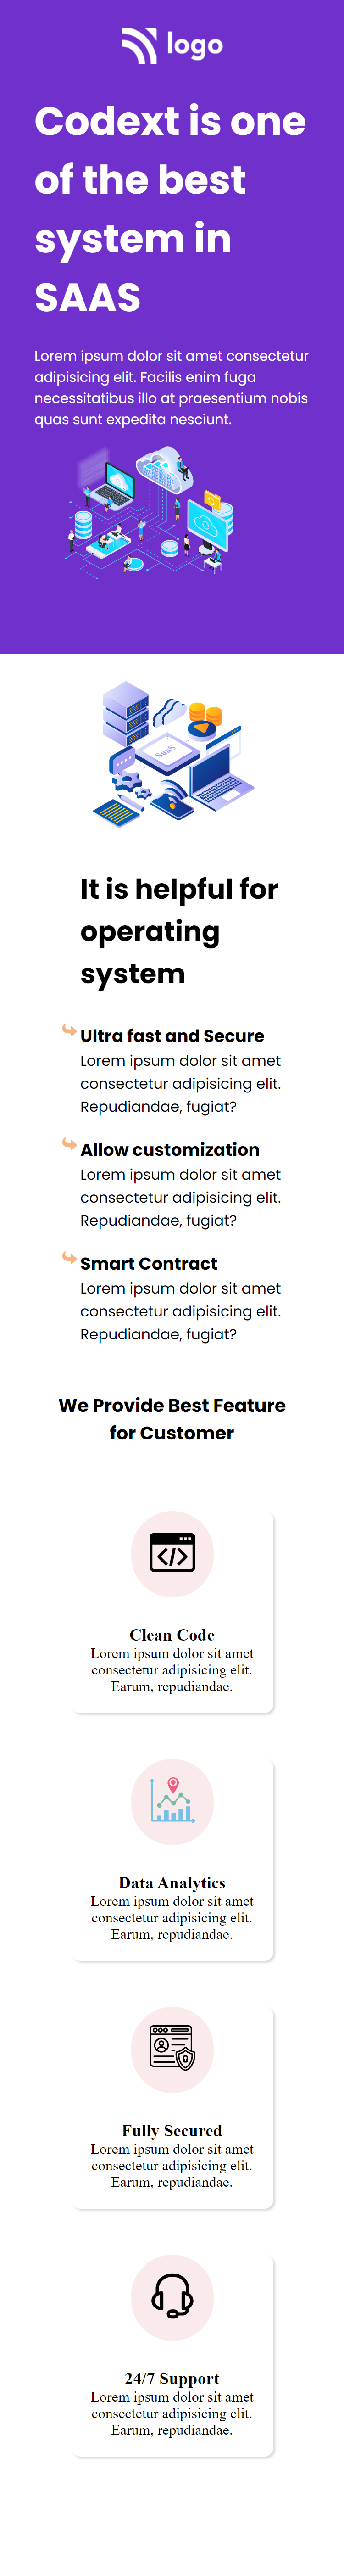 logo
Codext is one
of the best
system in
SAAS
Lorem ipsum dolor sit amet consectetur
adipisicing elit. Facilis enim fuga
necessitatibus illo at praesentium nobis
quas sunt expedita nesciunt.
SaaS
It is helpful for
operating
system
Ultra fast and Secure
Lorem ipsum dolor sit amet
consectetur adipisicing elit.
Repudiandae, fugiat?
Allow customization
Lorem ipsum dolor sit amet
consectetur adipisicing elit.
Repudiandae, fugiat?
Smart Contract
Lorem ipsum dolor sit amet
consectetur adipisicing elit.
Repudiandae, fugiat?
We Provide Best Feature
for Customer
Clean Code
Lorem ipsum dolor sit amet
consectetur adipisicing elit.
Earum, repudiandae.
Data Analytics
Lorem ipsum dolor sit amet
consectetur adipisicing elit.
Earum, repudiandae.
Fully Secured
Lorem ipsum dolor sit amet
consectetur adipisicing elit.
Earum, repudiandae.
24/7 Support
Lorem ipsum dolor sit amet
consectetur adipisicing elit.
Earum, repudiandae.